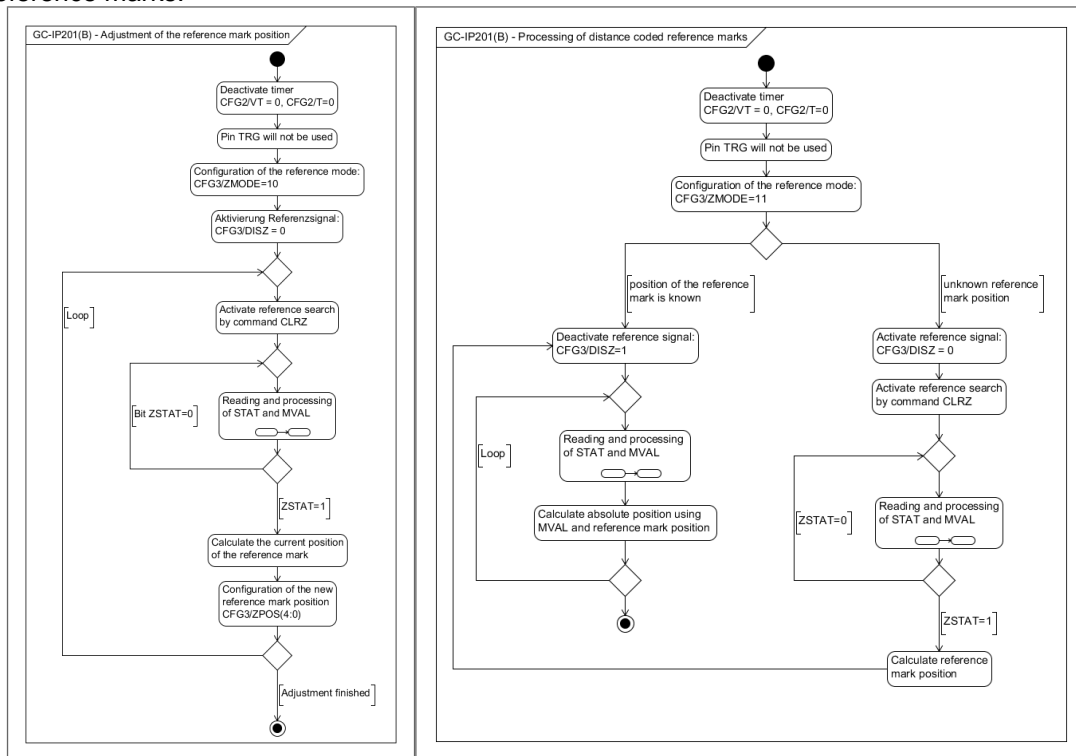 reference marks.
GC-IP201(B) - Adjustment of the reference mark position
Deactivate timer
CFG2/VT = 0, CFG2/T=0
Pin TRG will not be used
Configuration of the reference mode:
CFG3/ZMODE=10
Aktivierung Referenzsignal:
CFG3/DISZ = 0
[Loop]
Activate reference search
by command CLRZ
[Bit ZSTAT=0]
Reading and processing
of STAT and MVAL
[ZSTAT=1]
Calculate the current position
of the reference mark
Configuration of the new
reference mark position
CFG3/ZPOS(4:0)
[Adjustment finished]
GC-IP201(B) - Processing of distance coded reference marks
Deactivate timer
CFG2/VT = 0, CFG2/T=0
Pin TRG will not be used
Configuration of the reference mode:
CFG3/ZMODE=11
[position of the reference
mark is known]
Deactivate reference signal:
CFG3/DISZ=1
[Loop]
Reading and processing
of STAT and MVAL
Calculate absolute position using
MVAL and reference mark position
[unknown reference
mark position]
Activate reference signal:
CFG3/DISZ = 0
Activate reference search
by command CLRZ
[ZSTAT=0]
Reading and processing
of STAT and MVAL
[ZSTAT=1]
Calculate reference
mark position